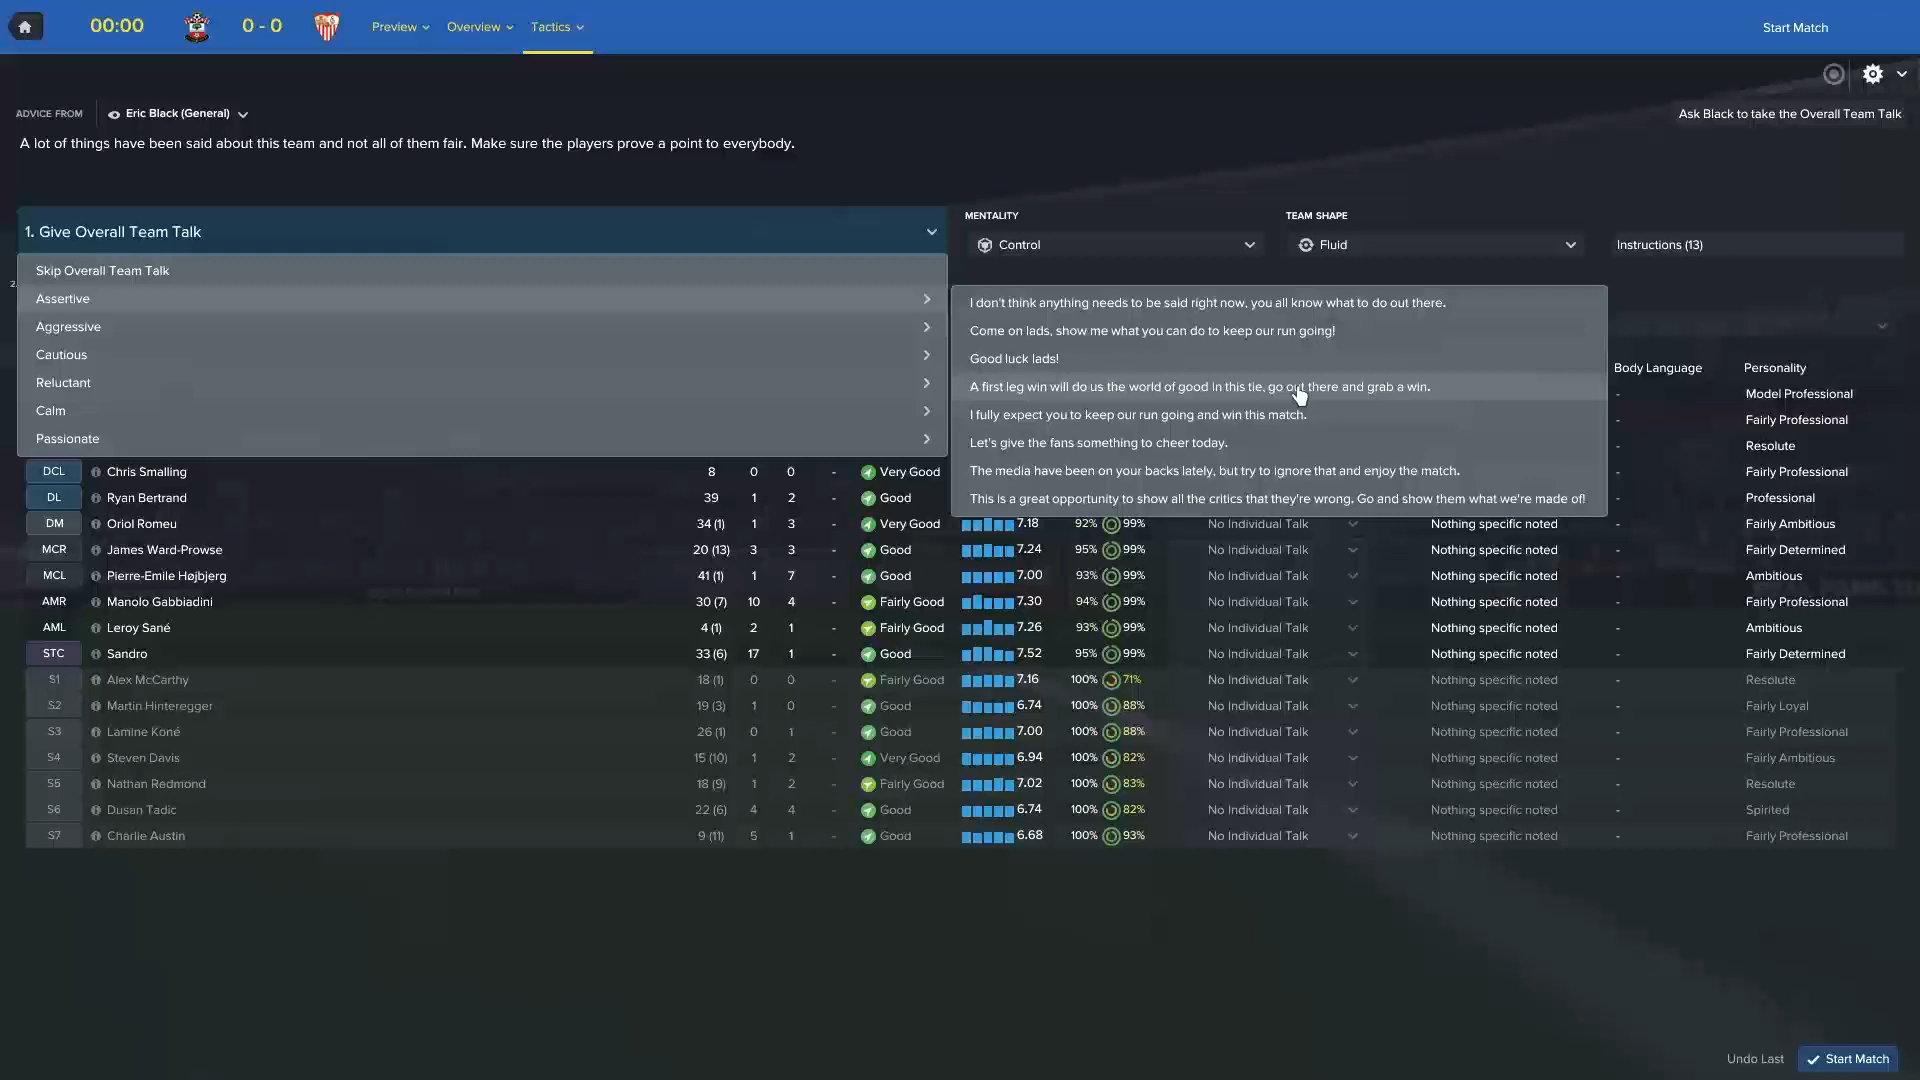 00:00 0 - 0 Preview Overview Tactics Start Match
ADVICE FROM Eric Black (General) Ask Black to take the Overall Team Talk
A lot of things have been said about this team and not all of them fair. Make sure the players prove a point to everybody.
MENTALITY TEAM SHAPE
1. Give Overall Team Talk Control Fluid Instructions (13)
Skip Overall Team Talk
2.
Assertive
Aggressive
Cautious
Reluctant
Calm
Passionate
I don't think anything needs to be said right now, you all know what to do out there.
Come on lads, show me what you can do to keep our run going!
Good luck lads!
A first leg win will do us the world of good in this tie, go out there and grab a win.
I fully expect you to keep our run going and win this match.
Let's give the fans something to cheer today.
The media have been on your backs lately, but try to ignore that and enjoy the match.
This is a great opportunity to show all the critics that they're wrong. Go and show them what we're made of!
Body Language Personality
- Model Professional
- Fairly Professional
- Resolute
DCL Chris Smalling 8 0 0 - Very Good - Fairly Professional
DL Ryan Bertrand 39 1 2 - Good - Professional
DM Oriol Romeu 34 (1) 1 3 - Very Good 7.18 92% 99% No Individual Talk Nothing specific noted - Fairly Ambitious
MCR James Ward-Prowse 20 (13) 3 3 - Good 7.24 95% 99% No Individual Talk Nothing specific noted - Fairly Determined
MCL Pierre-Emile Højbjerg 41 (1) 1 7 - Good 7.00 93% 99% No Individual Talk Nothing specific noted - Ambitious
AMR Manolo Gabbiadini 30 (7) 10 4 - Fairly Good 7.30 94% 99% No Individual Talk Nothing specific noted - Fairly Professional
AML Leroy Sané 4 (1) 2 1 - Fairly Good 7.26 93% 99% No Individual Talk Nothing specific noted - Ambitious
STC Sandro 33 (6) 17 1 - Good 7.52 95% 99% No Individual Talk Nothing specific noted - Fairly Determined
S1 Alex McCarthy 18 (1) 0 0 - Fairly Good 7.16 100% 71% No Individual Talk Nothing specific noted - Resolute
S2 Martin Hinteregger 19 (3) 1 0 - Good 6.74 100% 88% No Individual Talk Nothing specific noted - Fairly Loyal
S3 Lamine Koné 26 (1) 0 1 - Good 7.00 100% 88% No Individual Talk Nothing specific noted - Fairly Professional
S4 Steven Davis 15 (10) 1 2 - Very Good 6.94 100% 82% No Individual Talk Nothing specific noted - Fairly Ambitious
S5 Nathan Redmond 18 (9) 1 2 - Fairly Good 7.02 100% 83% No Individual Talk Nothing specific noted - Resolute
S6 Dusan Tadic 22 (6) 4 4 - Good 6.74 100% 82% No Individual Talk Nothing specific noted - Spirited
S7 Charlie Austin 9 (11) 5 1 - Good 6.68 100% 93% No Individual Talk Nothing specific noted - Fairly Professional
Undo Last Start Match